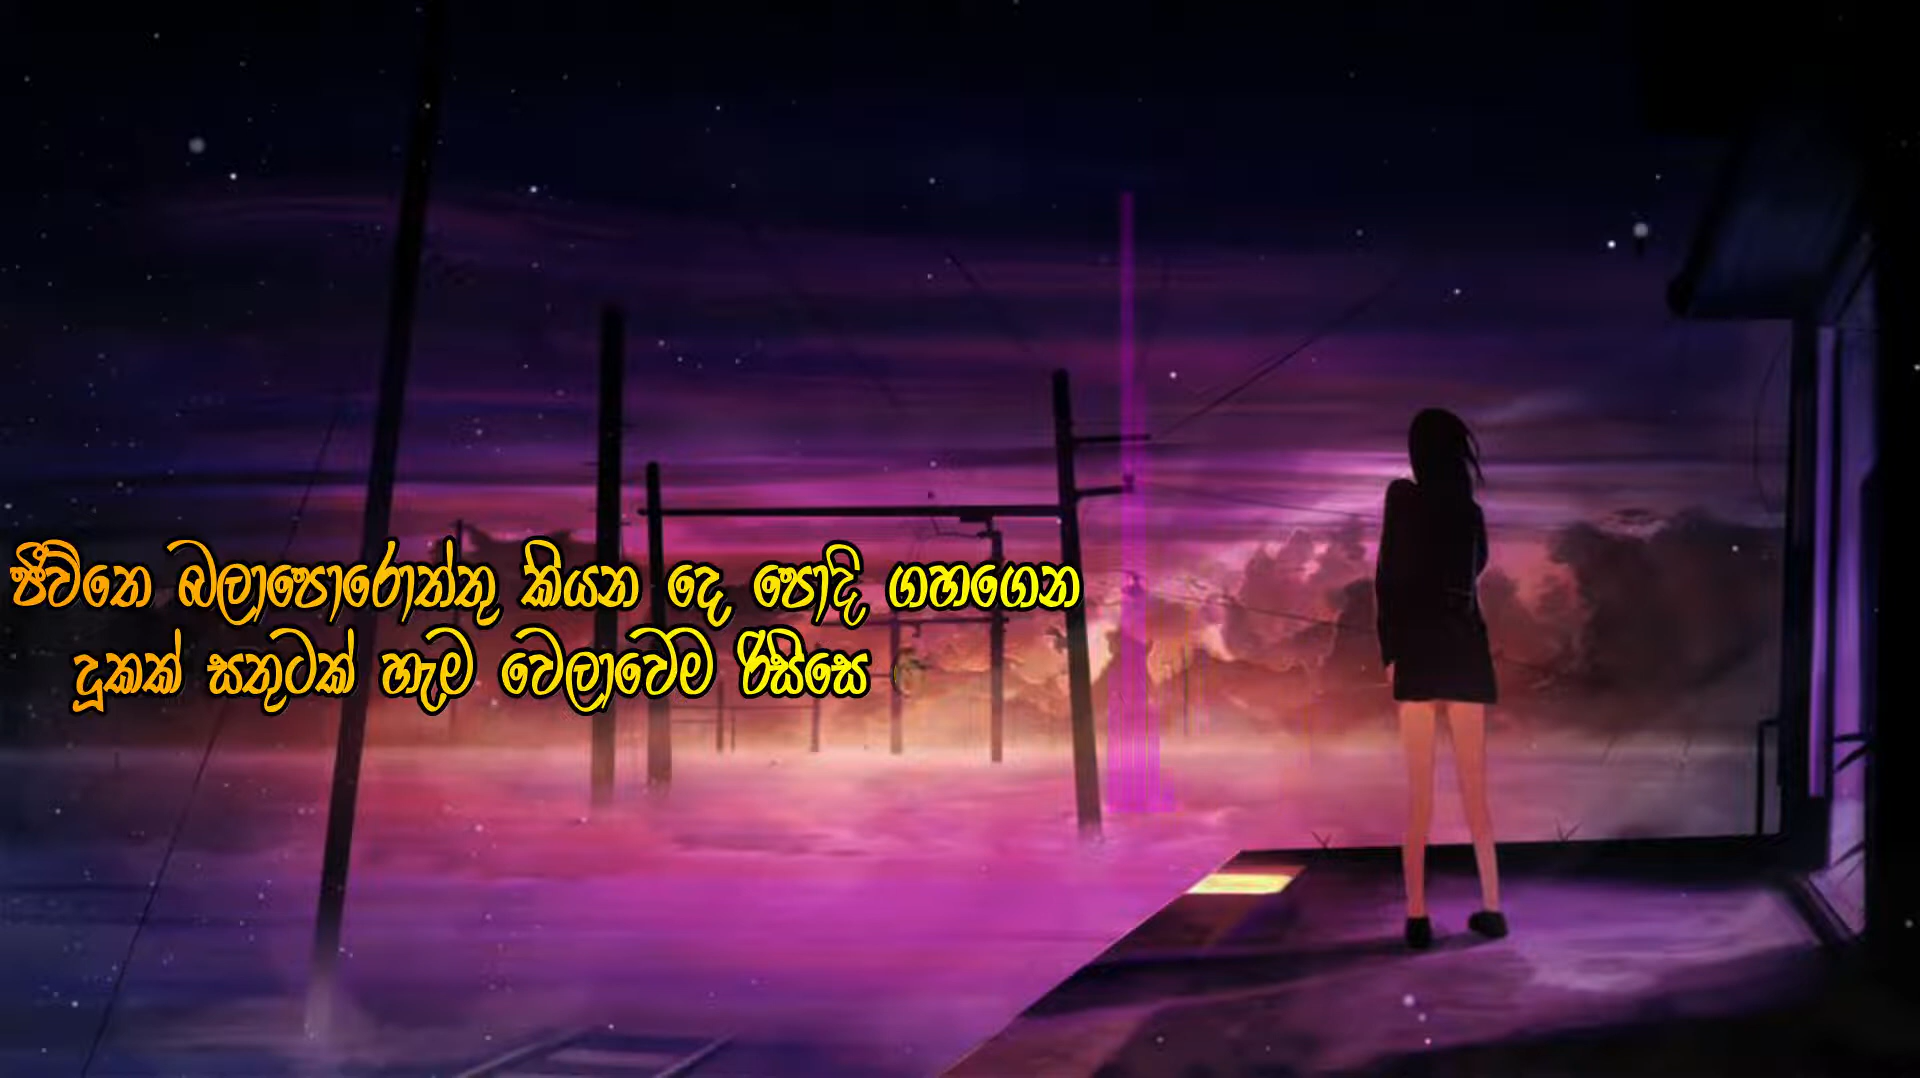 ජීවිතෙ බලාපොරොත්තු කියන දෙ පොදි ගහගෙන
දූකක් සතුටක් හැම වෙලාවෙම රිසිසෙ